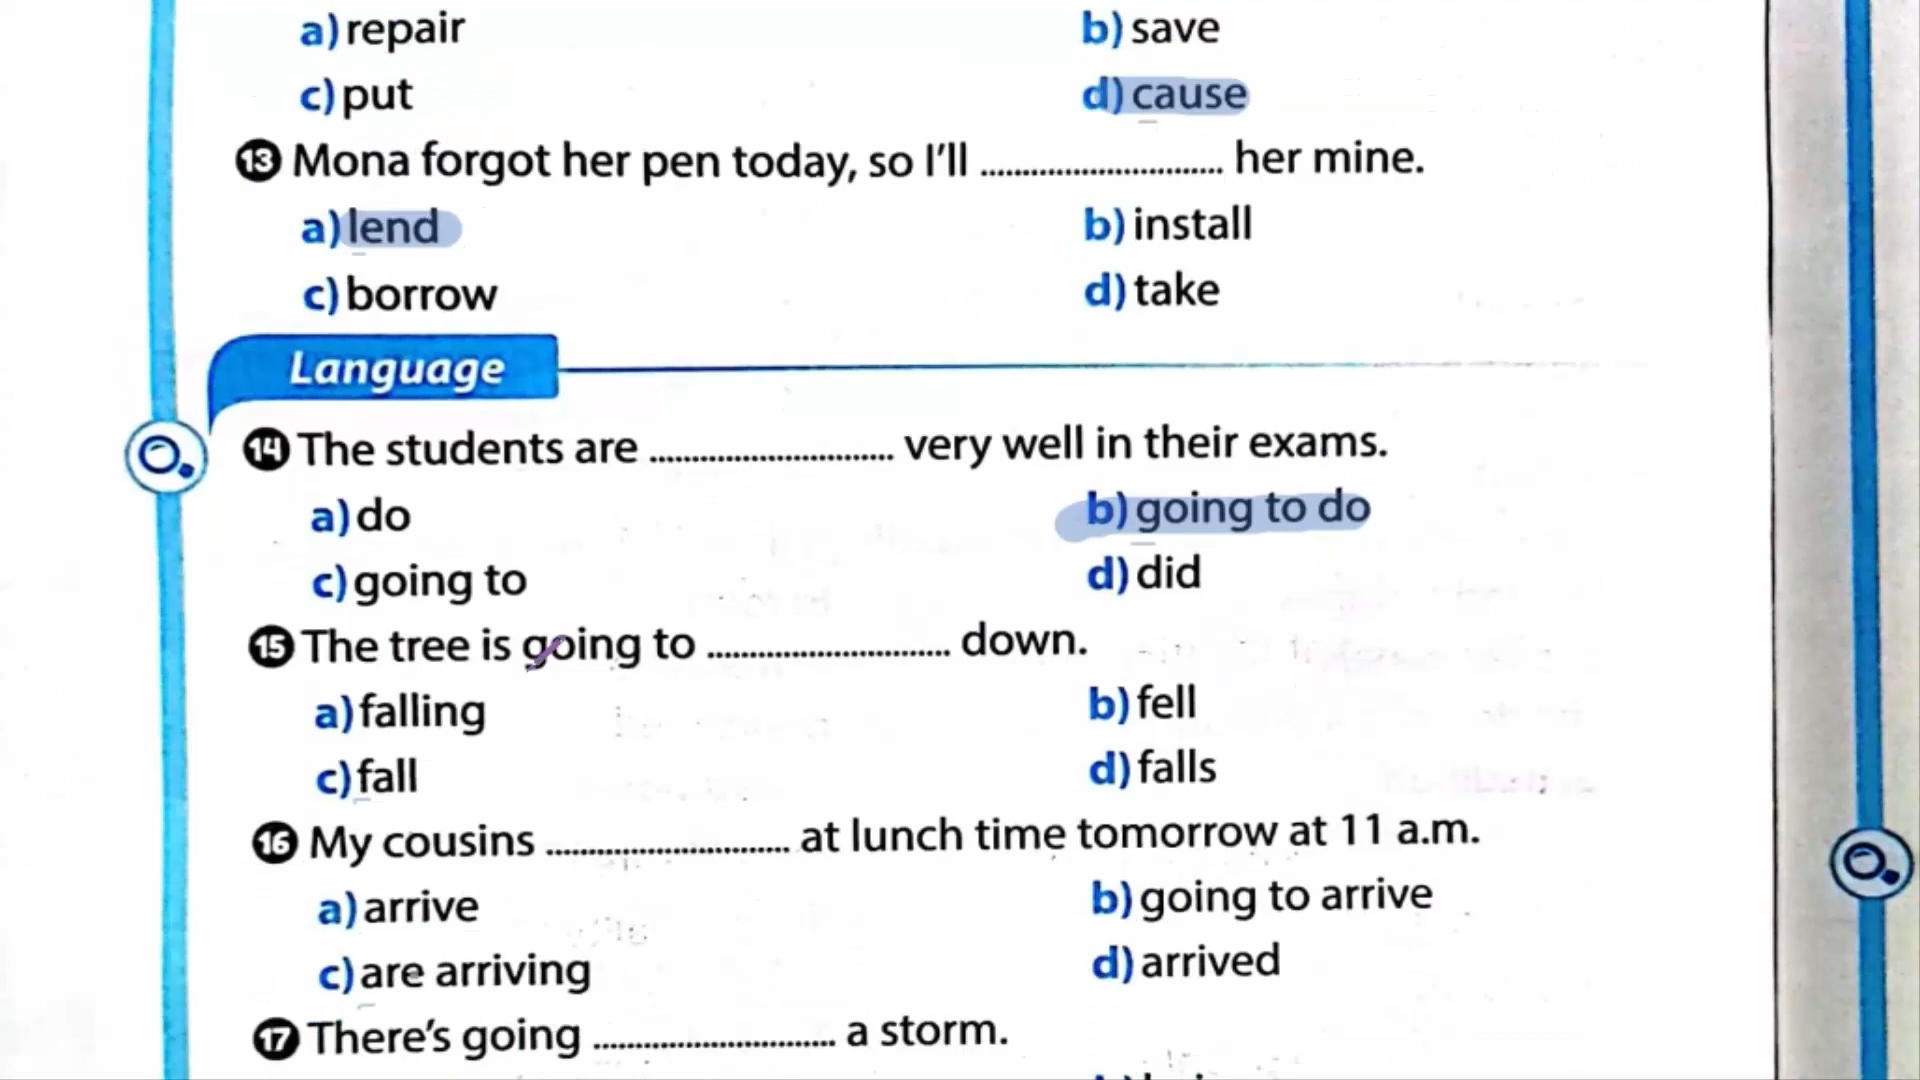 a) repair
b) save
c) put
d) cause
13 Mona forgot her pen today, so I'll .......................... her mine.
a) lend
b) install
c) borrow
d) take
Language
14 The students are .......................... very well in their exams.
a) do
b) going to do
c) going to
d) did
15 The tree is going to .......................... down.
a) falling
b) fell
c) fall
d) falls
16 My cousins .......................... at lunch time tomorrow at 11 a.m.
a) arrive
b) going to arrive
c) are arriving
d) arrived
17 There's going .......................... a storm.